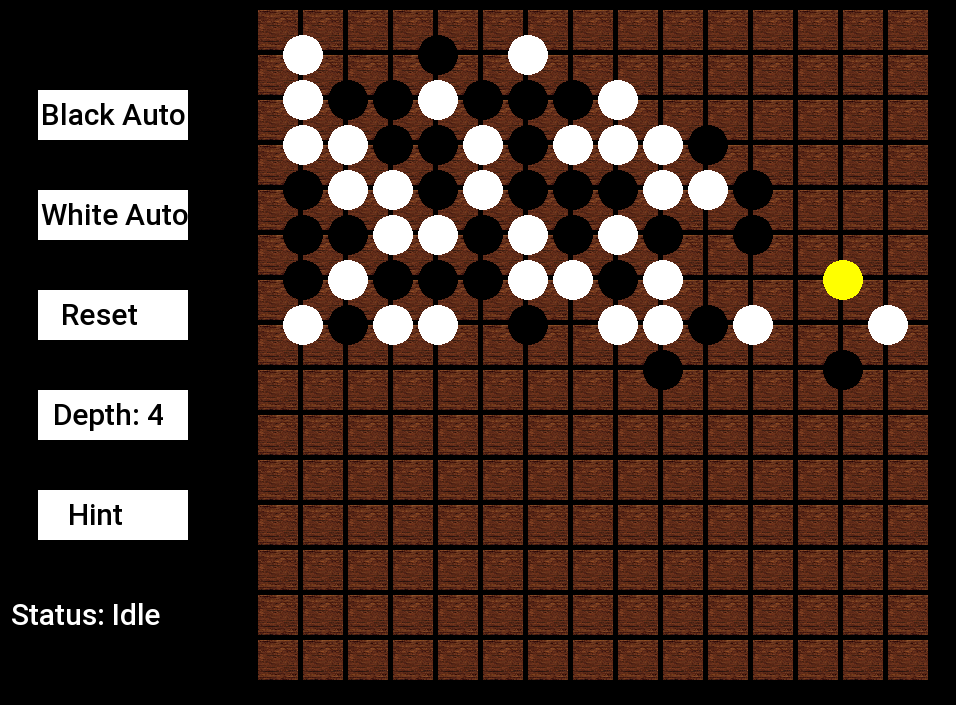 Black Auto
White Auto
Reset
Depth: 4
Hint
Status: Idle